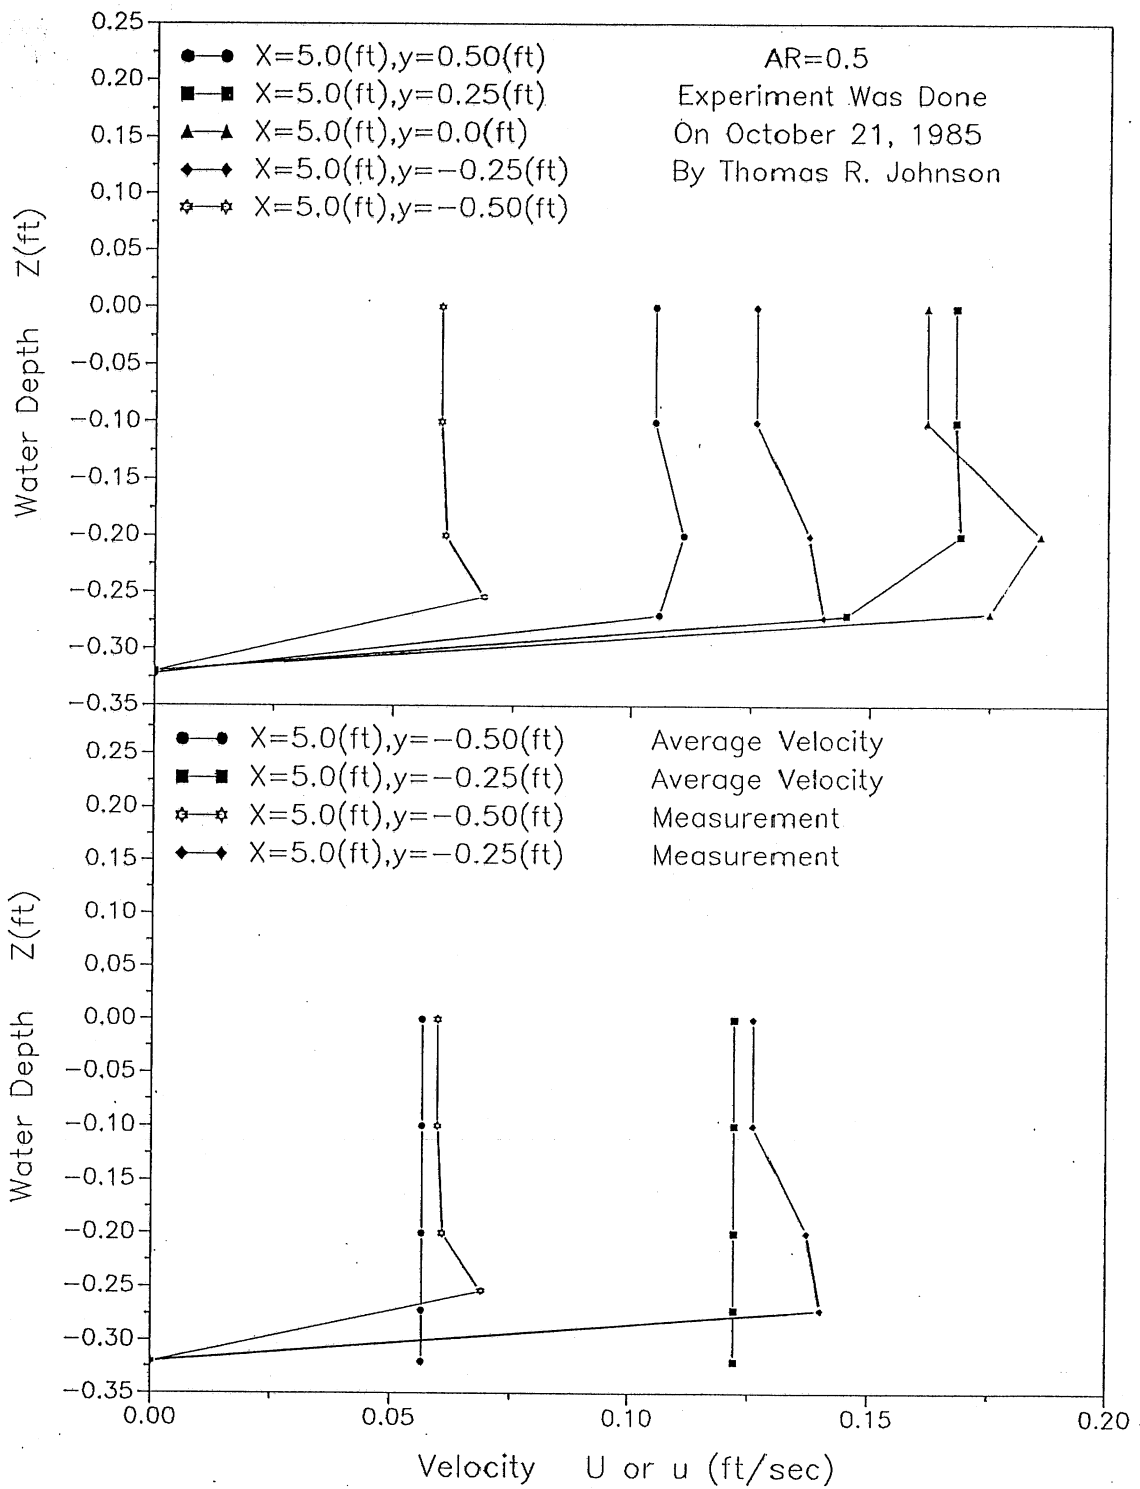 0.25
0.20
0.15
0.10
0.05
0.00
−0.05
−0.10
−0.15
−0.20
−0.25
−0.30
−0.35
Water Depth Z(ft)
X=5.0(ft),y=0.50(ft)
X=5.0(ft),y=0.25(ft)
X=5.0(ft),y=0.0(ft)
X=5.0(ft),y=−0.25(ft)
X=5.0(ft),y=−0.50(ft)
AR=0.5
Experiment Was Done
On October 21, 1985
By Thomas R. Johnson
0.25
0.20
0.15
0.10
0.05
0.00
−0.05
−0.10
−0.15
−0.20
−0.25
−0.30
−0.35
Water Depth Z(ft)
X=5.0(ft),y=−0.50(ft) Average Velocity
X=5.0(ft),y=−0.25(ft) Average Velocity
X=5.0(ft),y=−0.50(ft) Measurement
X=5.0(ft),y=−0.25(ft) Measurement
0.00 0.05 0.10 0.15 0.20
Velocity U or u (ft/sec)